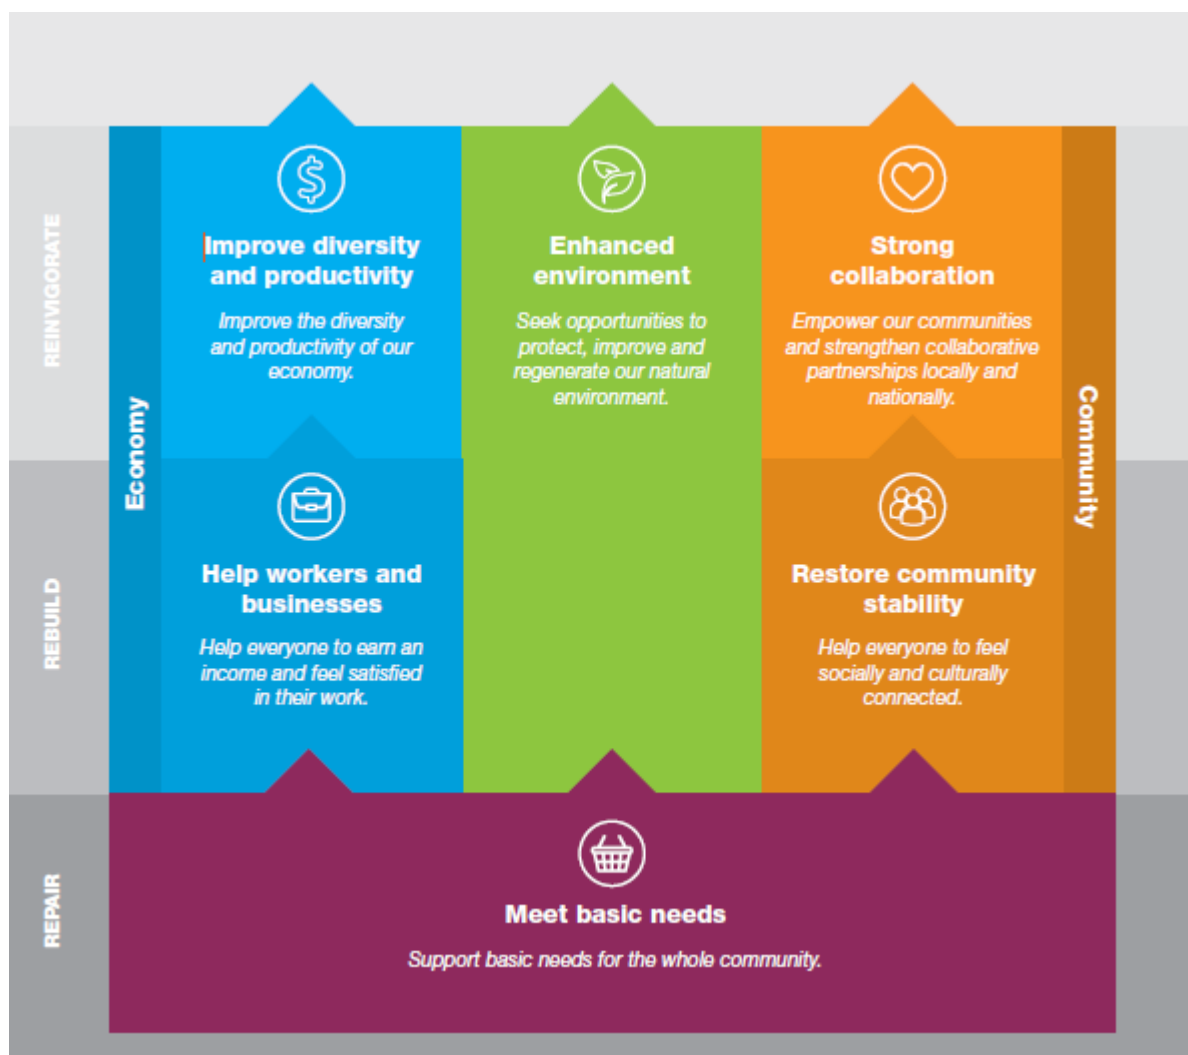 REINVIGORATE
Economy
Improve diversity
and productivity
Improve the diversity
and productivity of our
economy.
Enhanced
environment
Seek opportunities to
protect, improve and
regenerate our natural
environment.
Strong
collaboration
Empower our communities
and strengthen collaborative
partnerships locally and
nationally.
Community
REBUILD
Help workers and
businesses
Help everyone to earn an
income and feel satisfied
in their work.
Restore community
stability
Help everyone to feel
socially and culturally
connected.
REPAIR
Meet basic needs
Support basic needs for the whole community.